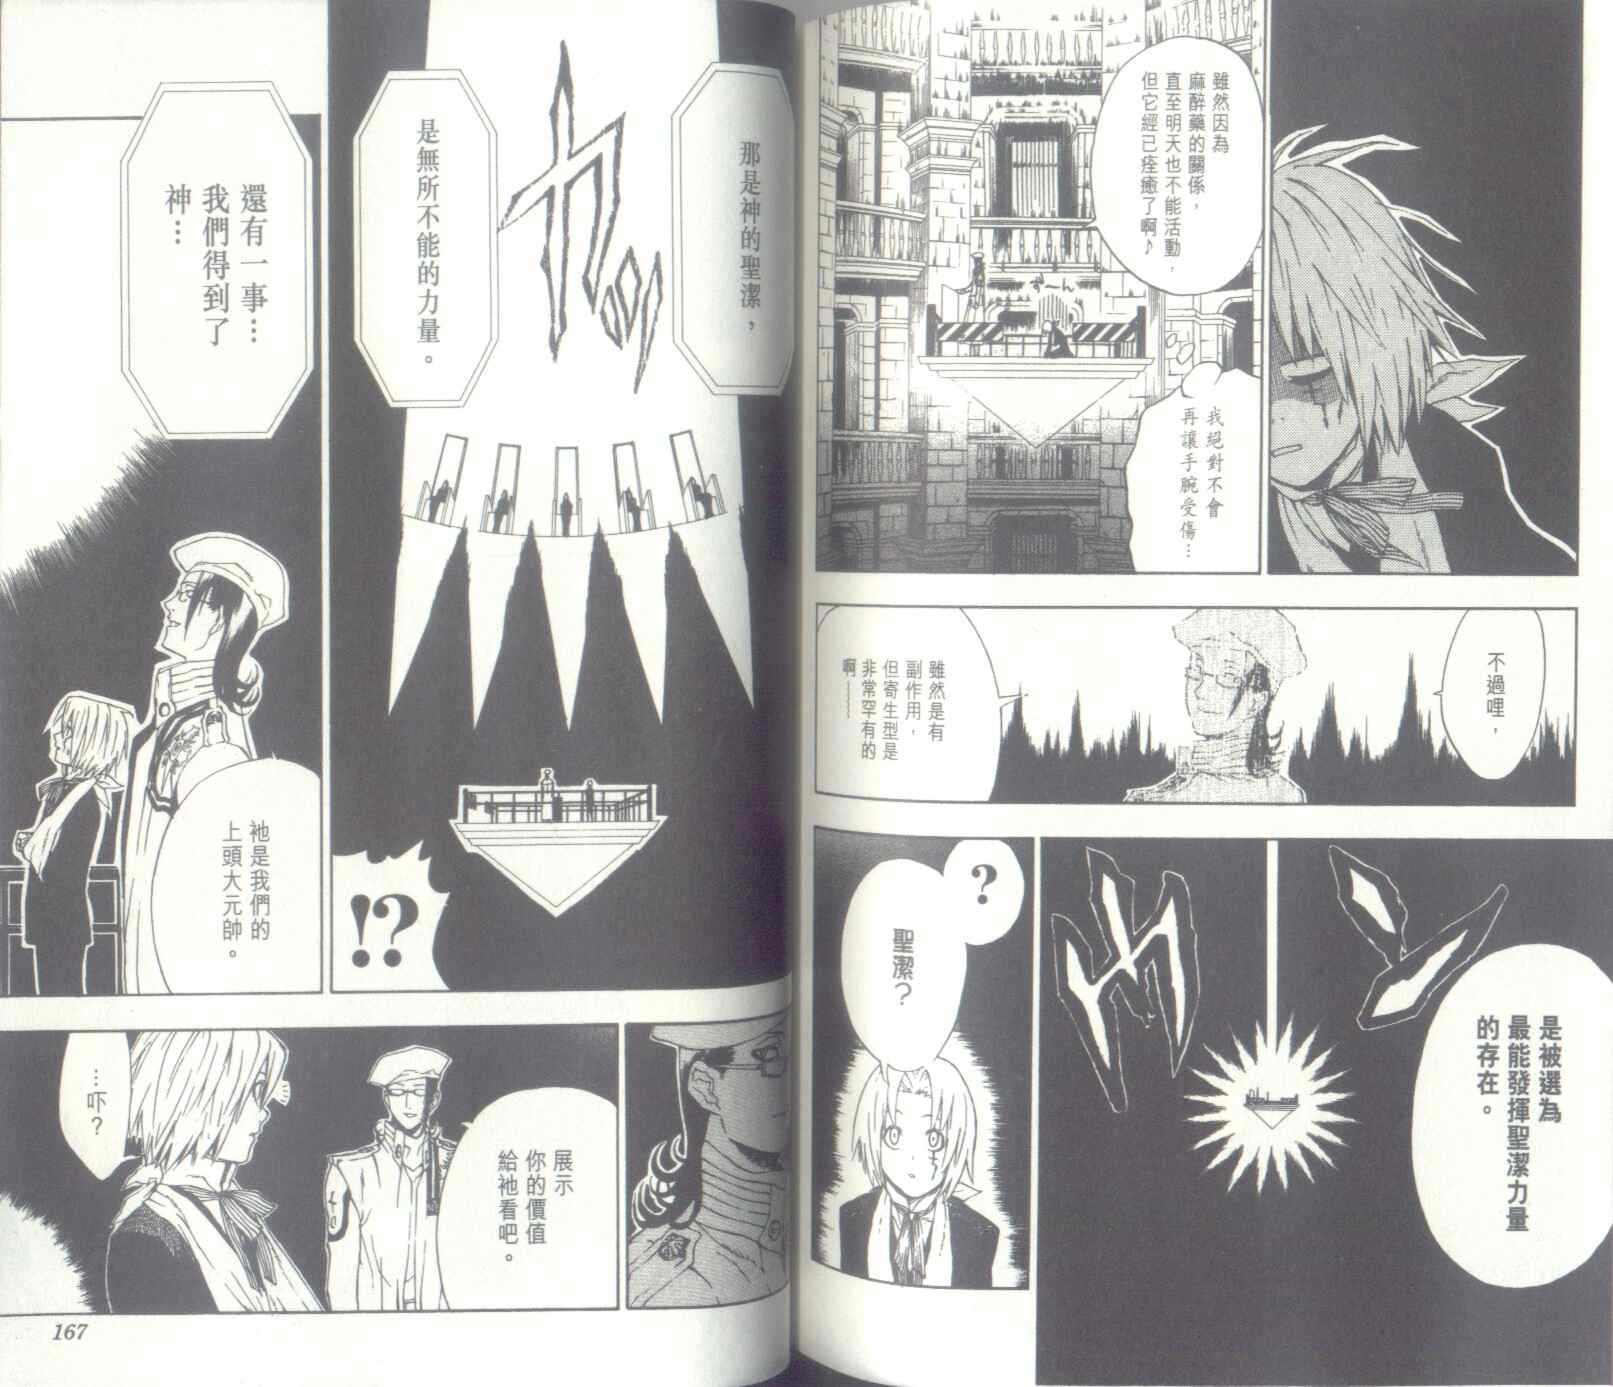 雖然因為
麻醉藥的關係，
直至明天也不能活動，
但它經已痊癒了啊♪
ずーん
我絕對不會
再讓手腕受傷…
不過哩，
雖然是有
副作用，
但寄生型是
非常罕有的
啊～～～
是被選為
最能發揮聖潔力量
的存在。
?
聖潔?
那是神的聖潔，
是無所不能的力量。
!?
還有一事…
我們得到了
神…
祂是我們的
上頭大元帥。
展示
你的價值
給祂看吧。
…吓?
167